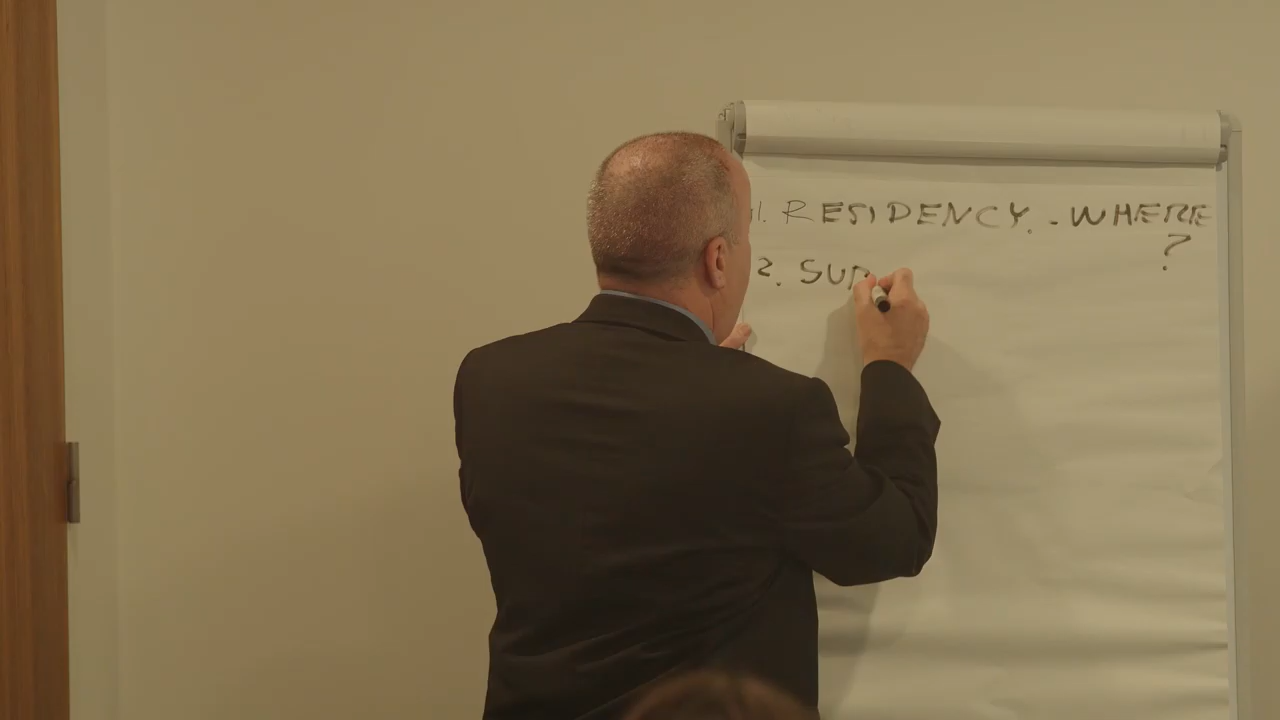 1. RESIDENCY. - WHERE
?
2. SUP